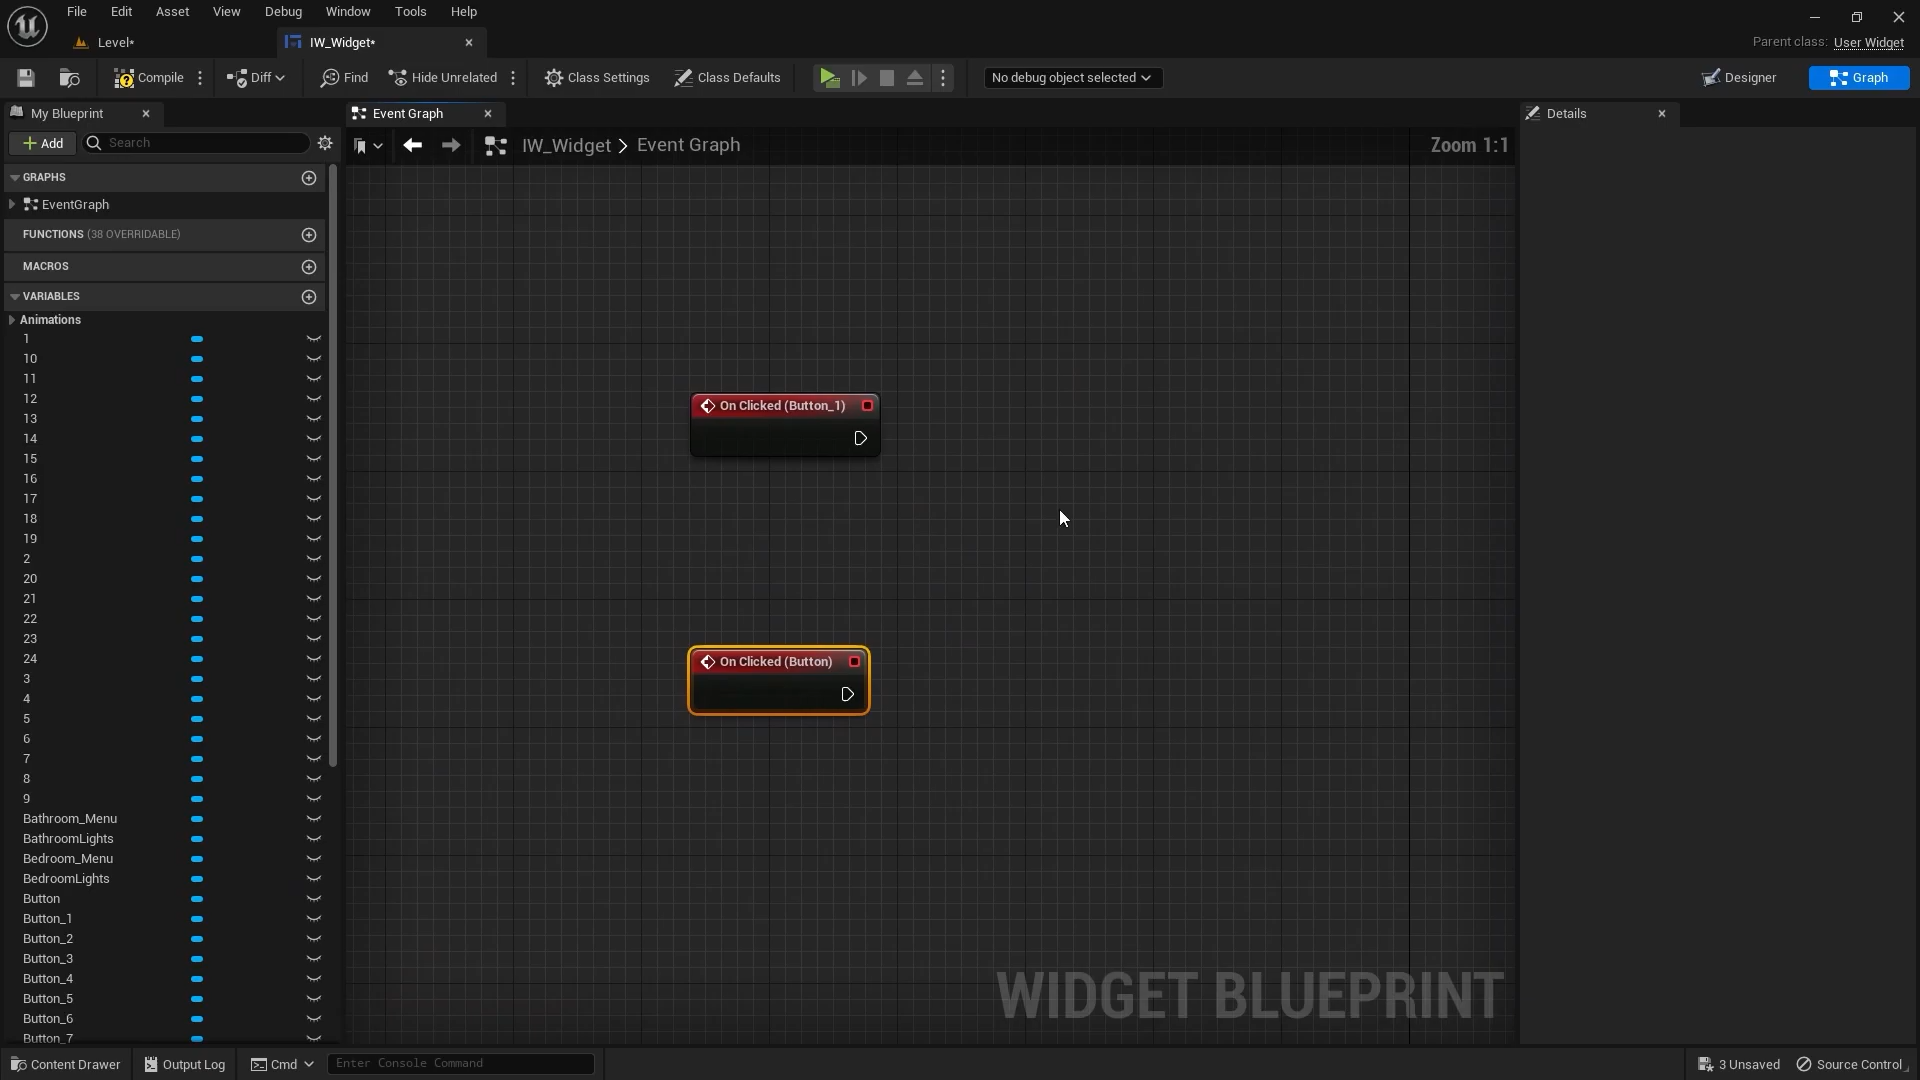 File Edit Asset View Debug Window Tools Help
Level* IW_Widget*
Parent class: User Widget
Compile Diff Find Hide Unrelated Class Settings Class Defaults No debug object selected Designer Graph
My Blueprint Event Graph Details
Add Search
IW_Widget > Event Graph Zoom 1:1
GRAPHS
EventGraph
FUNCTIONS (38 OVERRIDABLE)
MACROS
VARIABLES
Animations
1
10
11
12
13
14
15
16
17
18
19
2
20
21
22
23
24
3
4
5
6
7
8
9
Bathroom_Menu
BathroomLights
Bedroom_Menu
BedroomLights
Button
Button_1
Button_2
Button_3
Button_4
Button_5
Button_6
Button_7
On Clicked (Button_1)
On Clicked (Button)
WIDGET BLUEPRINT
Content Drawer Output Log Cmd Enter Console Command 3 Unsaved Source Control